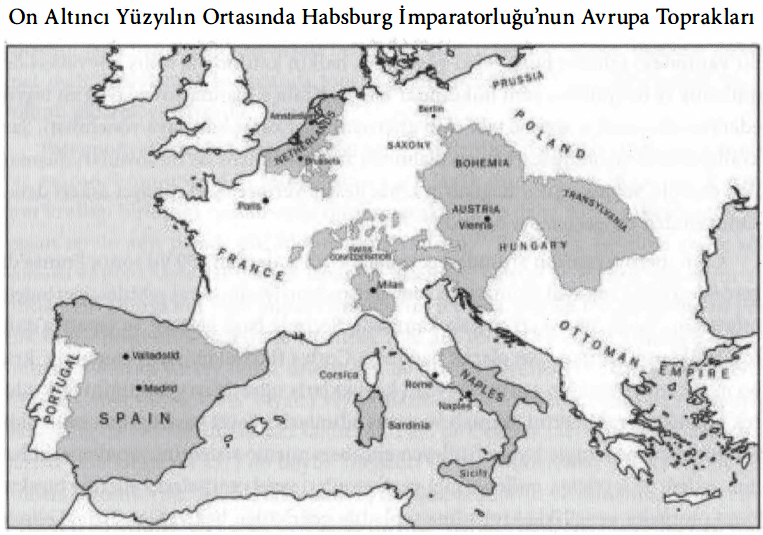 On Altıncı Yüzyılın Ortasında Habsburg İmparatorluğu'nun Avrupa Toprakları
PRUSSIA
Berlin
Amsterdam
NETHERLANDS
POLAND
SAXONY
Brussels
BOHEMIA
TRANSYLVANIA
Paris
AUSTRIA
Vienna
HUNGARY
SWISS
CONFEDERATION
FRANCE
Milan
OTTOMAN EMPIRE
Valladolid
Corsica
Rome
NAPLES
PORTUGAL
Madrid
Naples
SPAIN
Sardinia
Sicily